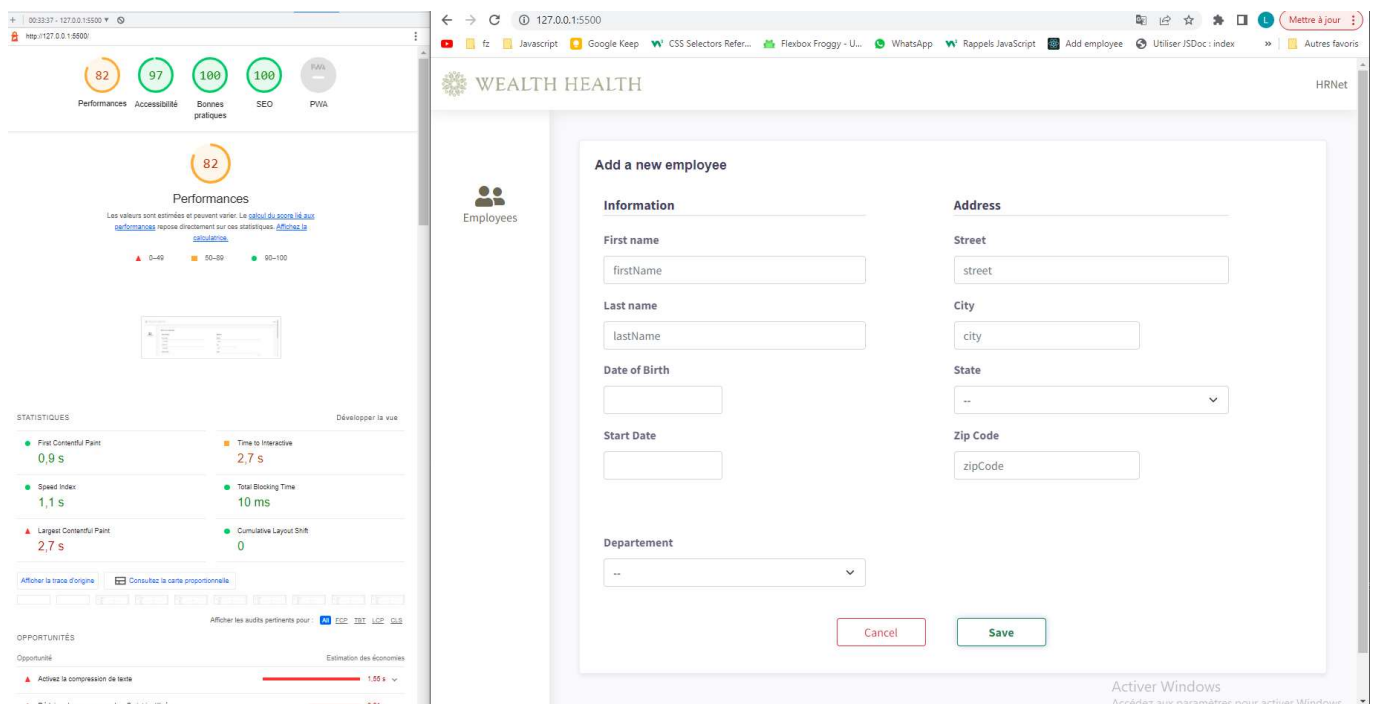 00:33:37 - 127.0.0.1:5500
http://127.0.0.1:5500/
82
97
100
100
PWA
Performances
Accessibilité
Bonnes
pratiques
SEO
PWA
82
Performances
Les valeurs sont estimées et peuvent varier. Le calcul du score lié aux
performances repose directement sur ces statistiques. Affichez la
calculatrice.
0–49
50–89
90–100
STATISTIQUES
Développer la vue
First Contentful Paint
0,9 s
Time to Interactive
2,7 s
Speed Index
1,1 s
Total Blocking Time
10 ms
Largest Contentful Paint
2,7 s
Cumulative Layout Shift
0
Afficher la trace d'origine
Consultez la carte proportionnelle
Afficher les audits pertinents pour : All FCP TBT LCP CLS
OPPORTUNITÉS
Opportunité
Estimation des économies
Activez la compression de texte
1,55 s
127.0.0.1:5500
L
Mettre à jour
fz
Javascript
Google Keep
CSS Selectors Refer...
Flexbox Froggy - U...
WhatsApp
Rappels JavaScript
Add employee
Utiliser JSDoc : index
»
Autres favoris
WEALTH HEALTH
HRNet
Employees
Add a new employee
Information
Address
First name
Street
firstName
street
Last name
City
lastName
city
Date of Birth
State
--
Start Date
Zip Code
zipCode
Departement
--
Cancel
Save
Activer Windows
Accédez aux paramètres pour activer Windows.